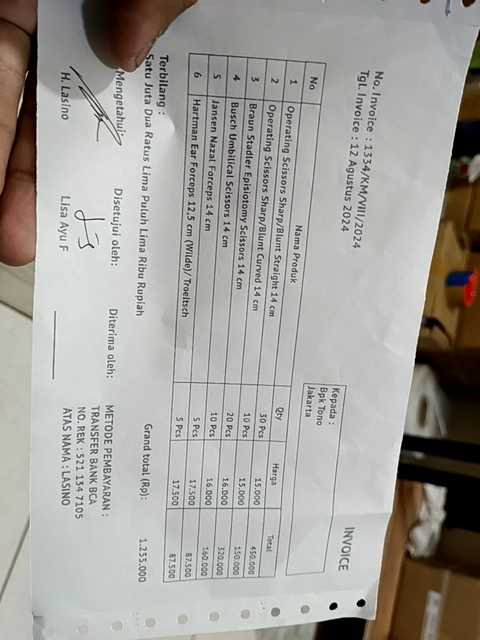 INVOICE
No. Invoice : 1334/KM/VIII/2024
Tgl. Invoice : 12 Agustus 2024
Kepada :
Bpk Tono
Jakarta
No Nama Produk Qty Harga Total
1 Operating Scissors Sharp/Blunt Straight 14 cm 30 Pcs 15.000 450.000
2 Operating Scissors Sharp/Blunt Curved 14 cm 10 Pcs 15.000 150.000
3 Braun Stadler Episiotomy Scissors 14 cm 20 Pcs 16.000 320.000
4 Busch Umbilical Scissors 14 cm 10 Pcs 16.000 160.000
5 Jansen Nazal Forceps 14 cm 5 Pcs 17.500 87.500
6 Hartman Ear Forceps 12,5 cm (Wilde)/ Troeltsch 5 Pcs 17.500 87.500
Grand total (Rp): 1.255.000
Terbilang :
Satu Juta Dua Ratus Lima Puluh Lima Ribu Rupiah
Mengetahui: Disetujui oleh: Diterima oleh:
H. Lasino Lisa Ayu F
METODE PEMBAYARAN :
TRANSFER BANK BCA
NO. REK : 521 134 7105
ATAS NAMA : LASINO